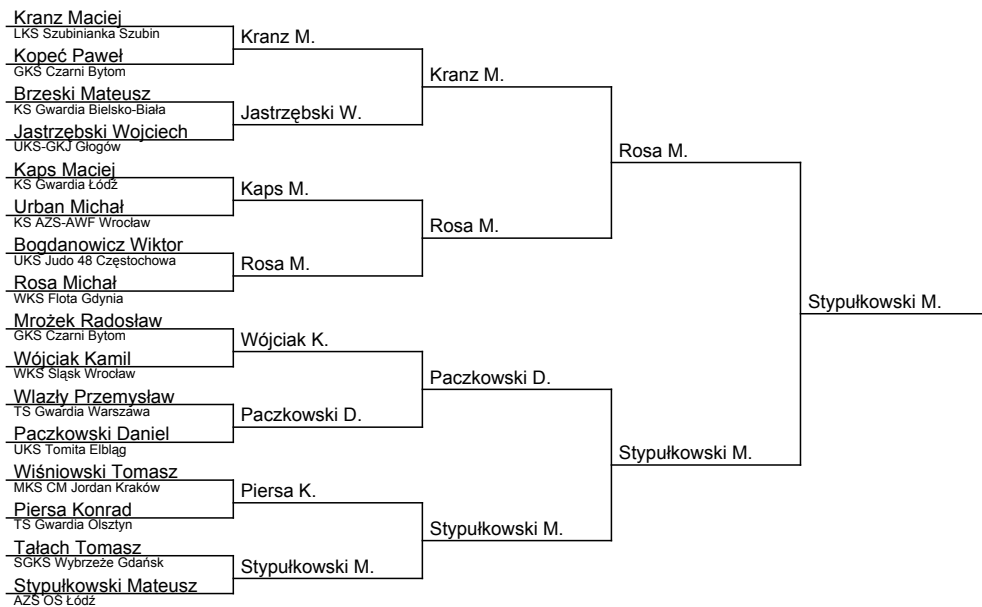 Kranz Maciej
LKS Szubinianka Szubin
Kopeć Paweł
GKS Czarni Bytom
Brzeski Mateusz
KS Gwardia Bielsko-Biała
Jastrzębski Wojciech
UKS-GKJ Głogów
Kaps Maciej
KS Gwardia Łódź
Urban Michał
KS AZS-AWF Wrocław
Bogdanowicz Wiktor
UKS Judo 48 Częstochowa
Rosa Michał
WKS Flota Gdynia
Mrożek Radosław
GKS Czarni Bytom
Wójciak Kamil
WKS Śląsk Wrocław
Wlazły Przemysław
TS Gwardia Warszawa
Paczkowski Daniel
UKS Tomita Elbląg
Wiśniowski Tomasz
MKS CM Jordan Kraków
Piersa Konrad
TS Gwardia Olsztyn
Tałach Tomasz
SGKS Wybrzeże Gdańsk
Stypułkowski Mateusz
AZS OŚ Łódź
Kranz M.
Jastrzębski W.
Kaps M.
Rosa M.
Wójciak K.
Paczkowski D.
Piersa K.
Stypułkowski M.
Kranz M.
Rosa M.
Paczkowski D.
Stypułkowski M.
Rosa M.
Stypułkowski M.
Stypułkowski M.